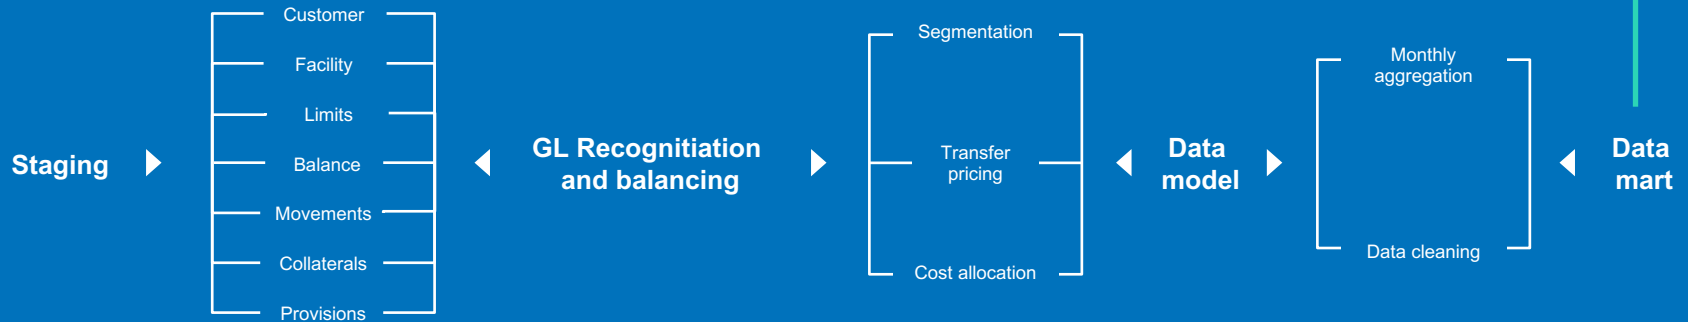 Staging
Customer
Facility
Limits
Balance
Movements
Collaterals
Provisions
GL Recognitiation
and balancing
Segmentation
Transfer
pricing
Cost allocation
Data
model
Monthly
aggregation
Data cleaning
Data
mart